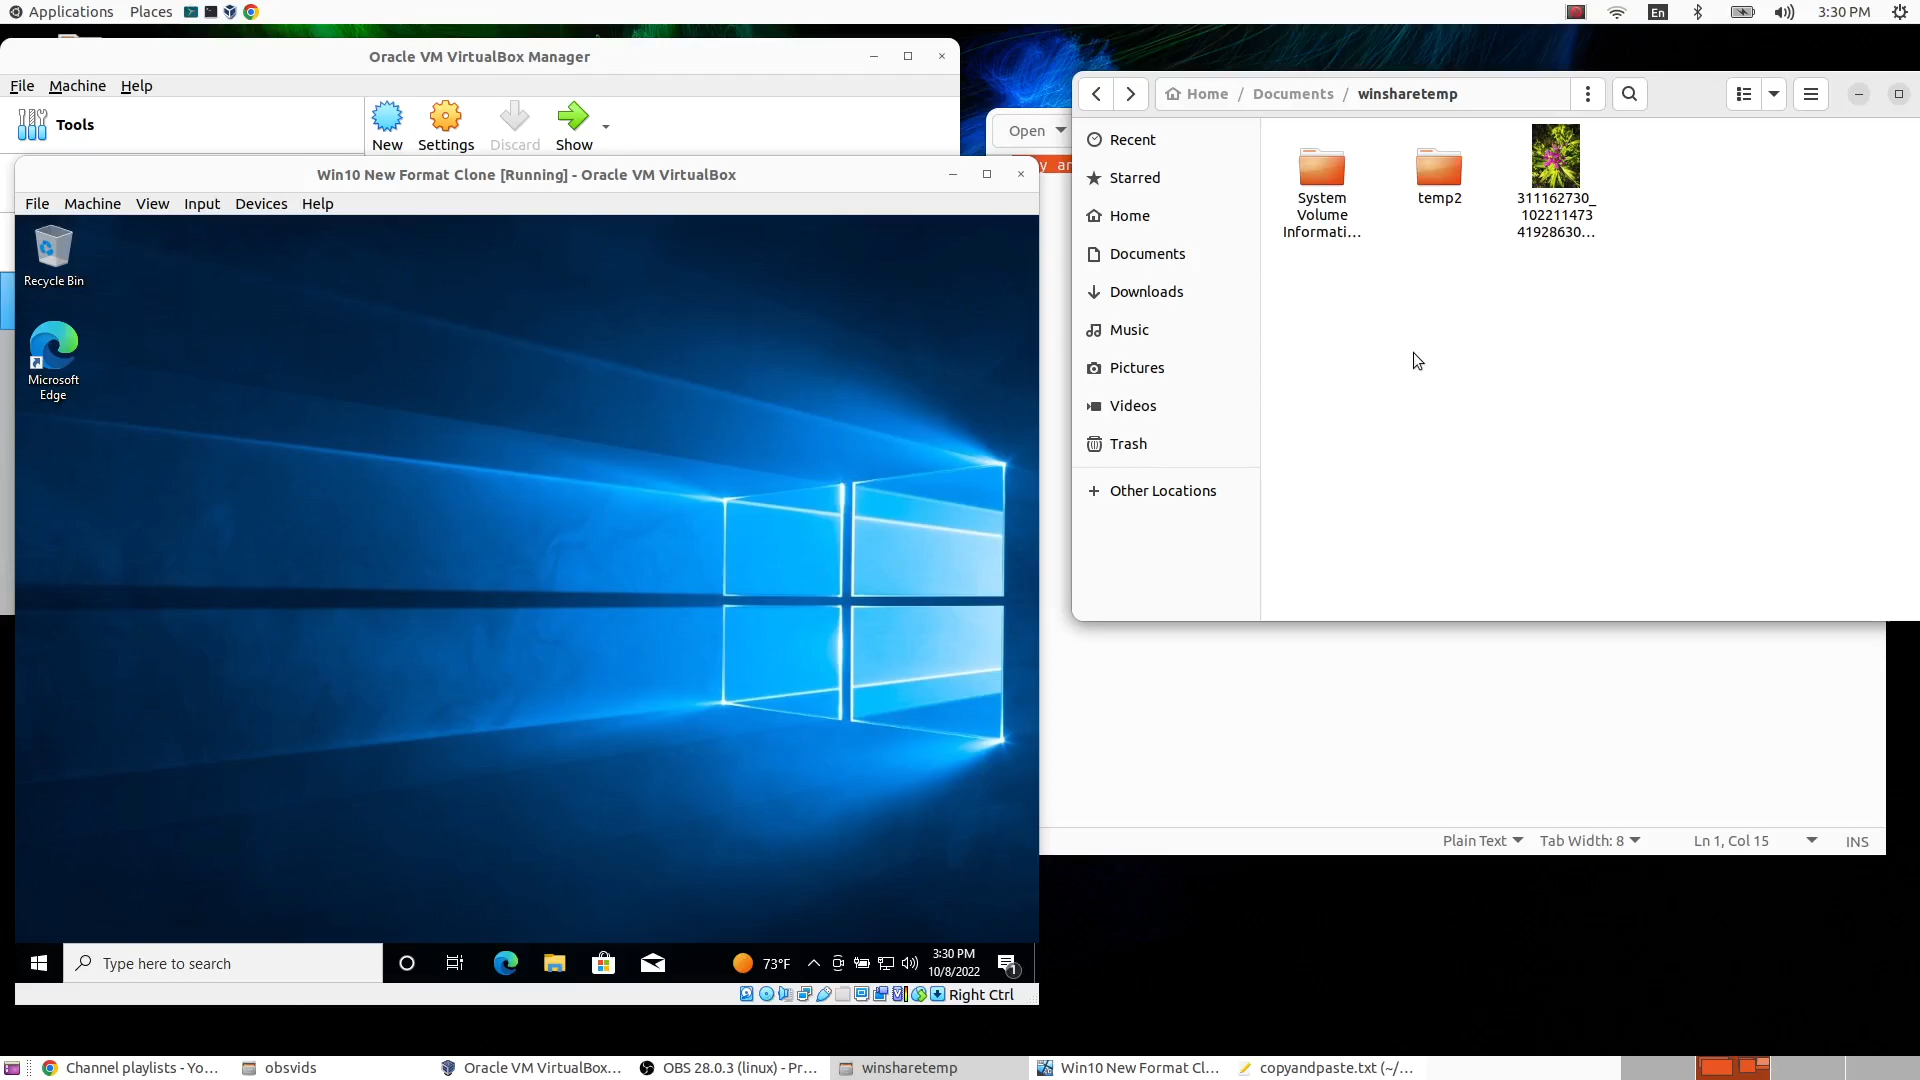 Applications Places
En
3:30 PM
Oracle VM VirtualBox Manager
File Machine Help
Tools
New Settings Discard Show
Win10 New Format Clone [Running] - Oracle VM VirtualBox
File Machine View Input Devices Help
Recycle Bin
Microsoft
Edge
Type here to search
73°F
3:30 PM
10/8/2022
1
Right Ctrl
Open
Home / Documents / winsharetemp
Recent
Starred
Home
Documents
Downloads
Music
Pictures
Videos
Trash
Other Locations
System
Volume
Informati...
temp2
311162730_
102211473
41928630...
Plain Text Tab Width: 8 Ln 1, Col 15 INS
Channel playlists - Yo...
obsvids
Oracle VM VirtualBox...
OBS 28.0.3 (linux) - Pr...
winsharetemp
Win10 New Format Cl...
copyandpaste.txt (~/...